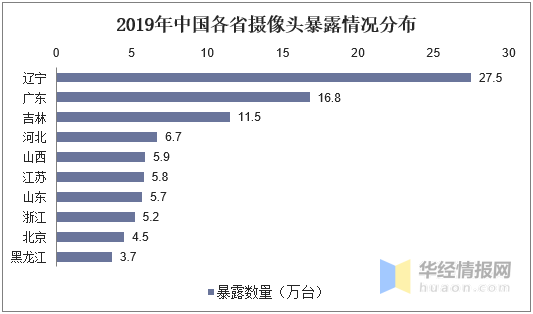 2019年中国各省摄像头暴露情况分布
0 5 10 15 20 25 30
辽宁 27.5
广东 16.8
吉林 11.5
河北 6.7
山西 5.9
江苏 5.8
山东 5.7
浙江 5.2
北京 4.5
黑龙江 3.7
暴露数量（万台）
华经情报网
huaon.com